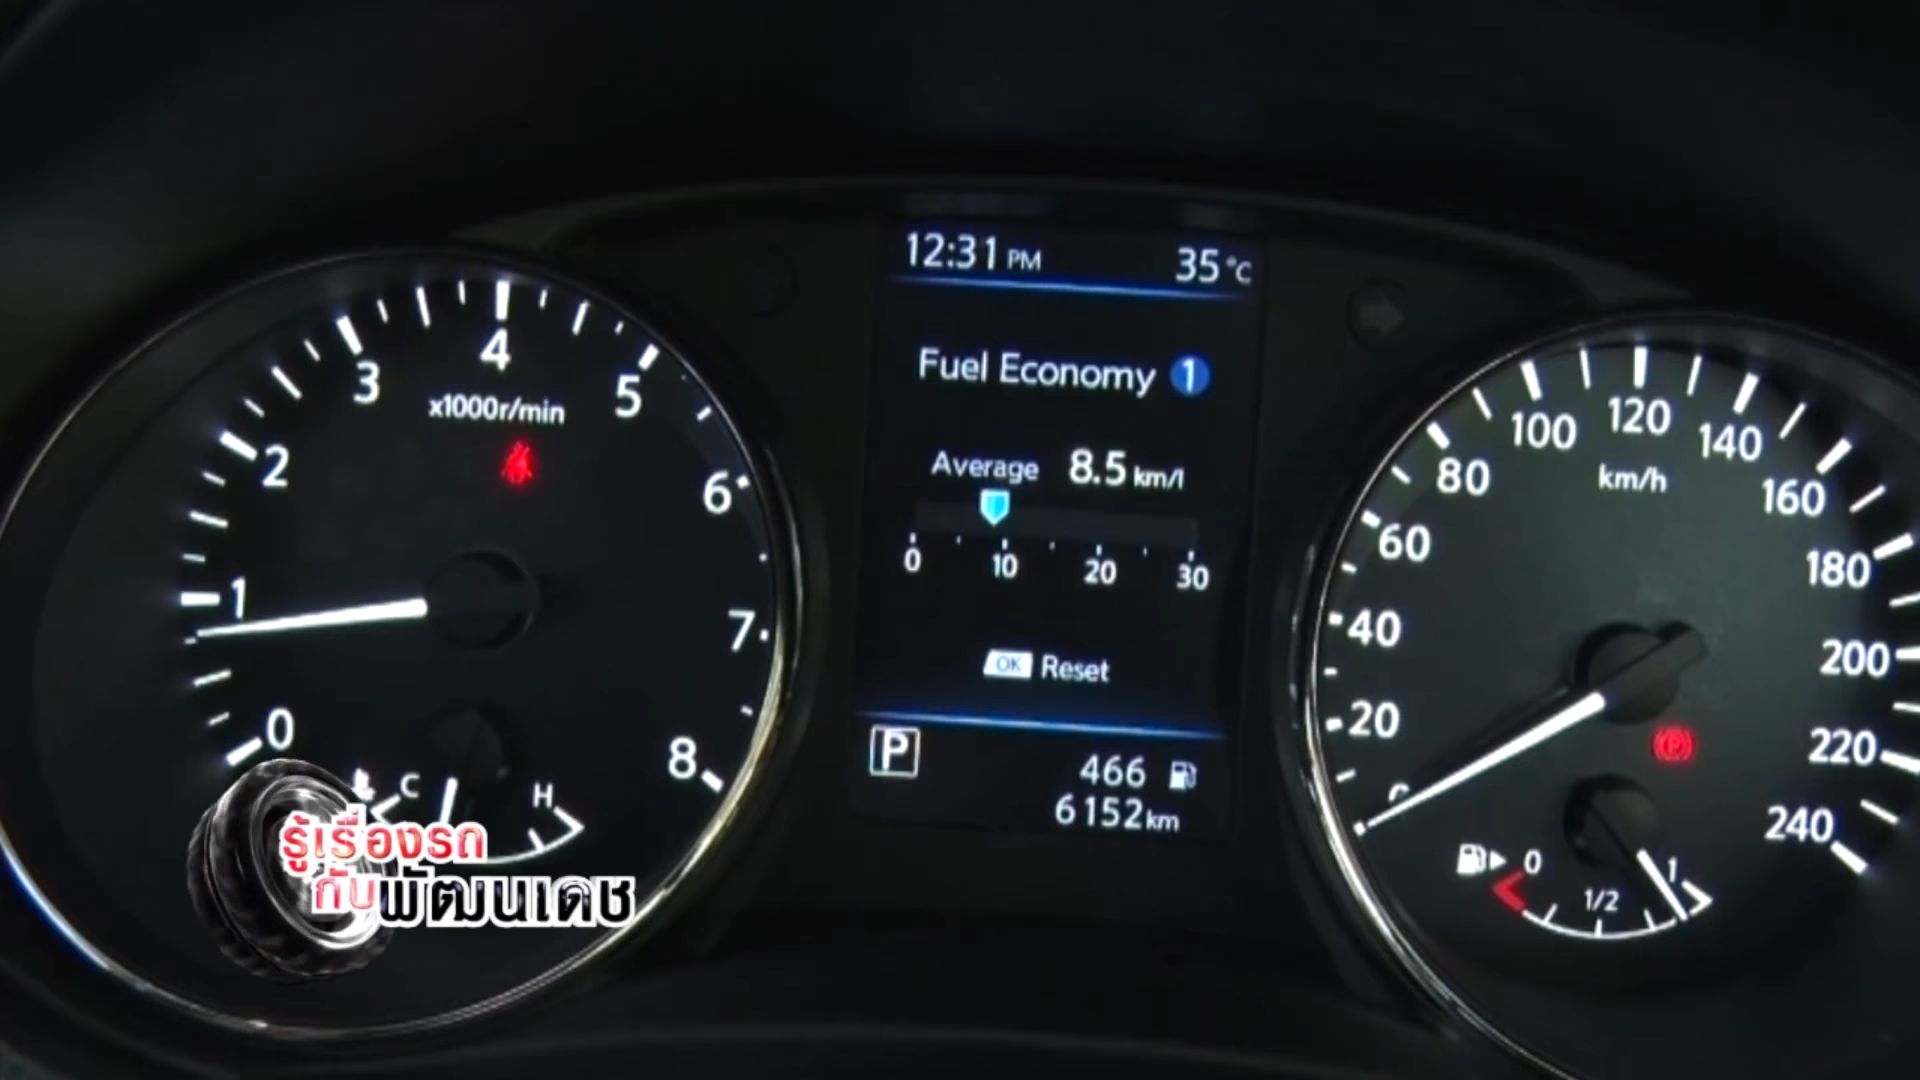 12:31 PM 35°C
Fuel Economy 1
Average 8.5 km/l
0 10 20 30
OK Reset
P 466
6152 km
0 1 2 3 4 5 6 7 8
x1000r/min
C H
0 20 40 60 80 100 120 140 160 180 200 220 240
km/h
P
0 1/2 1
รู้เรื่องรถ
กับพัฒนเดช